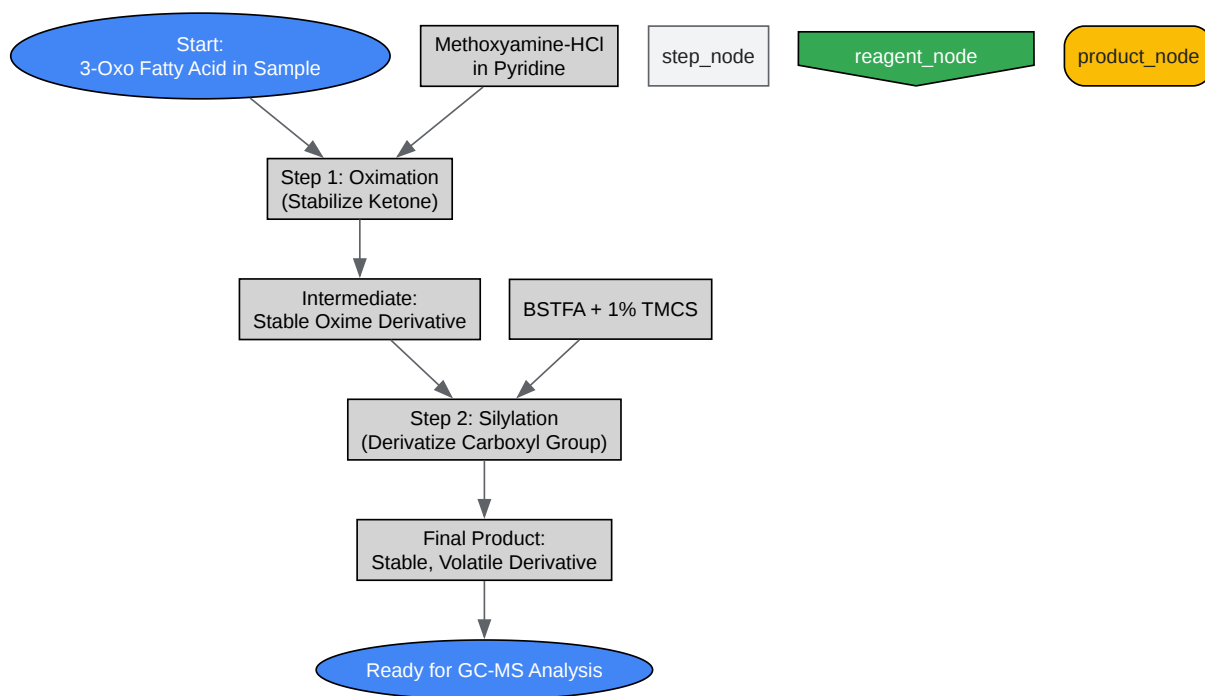 Start:
3-Oxo Fatty Acid in Sample
Methoxyamine-HCl
in Pyridine
step_node
reagent_node
product_node
Step 1: Oximation
(Stabilize Ketone)
Intermediate:
Stable Oxime Derivative
BSTFA + 1% TMCS
Step 2: Silylation
(Derivatize Carboxyl Group)
Final Product:
Stable, Volatile Derivative
Ready for GC-MS Analysis